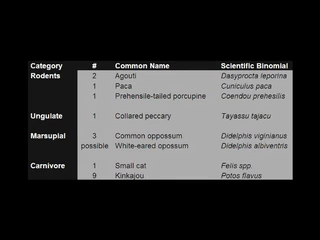 Category # Common Name Scientific Binomial
Rodents 2 Agouti Dasyprocta leporina
1 Paca Cuniculus paca
1 Prehensile-tailed porcupine Coendou prehesilis
Ungulate 1 Collared peccary Tayassu tajacu
Marsupial 3 Common oppossum Didelphis viginianus
possible White-eared opossum Didelphis albiventris
Carnivore 1 Small cat Felis spp.
9 Kinkajou Potos flavus